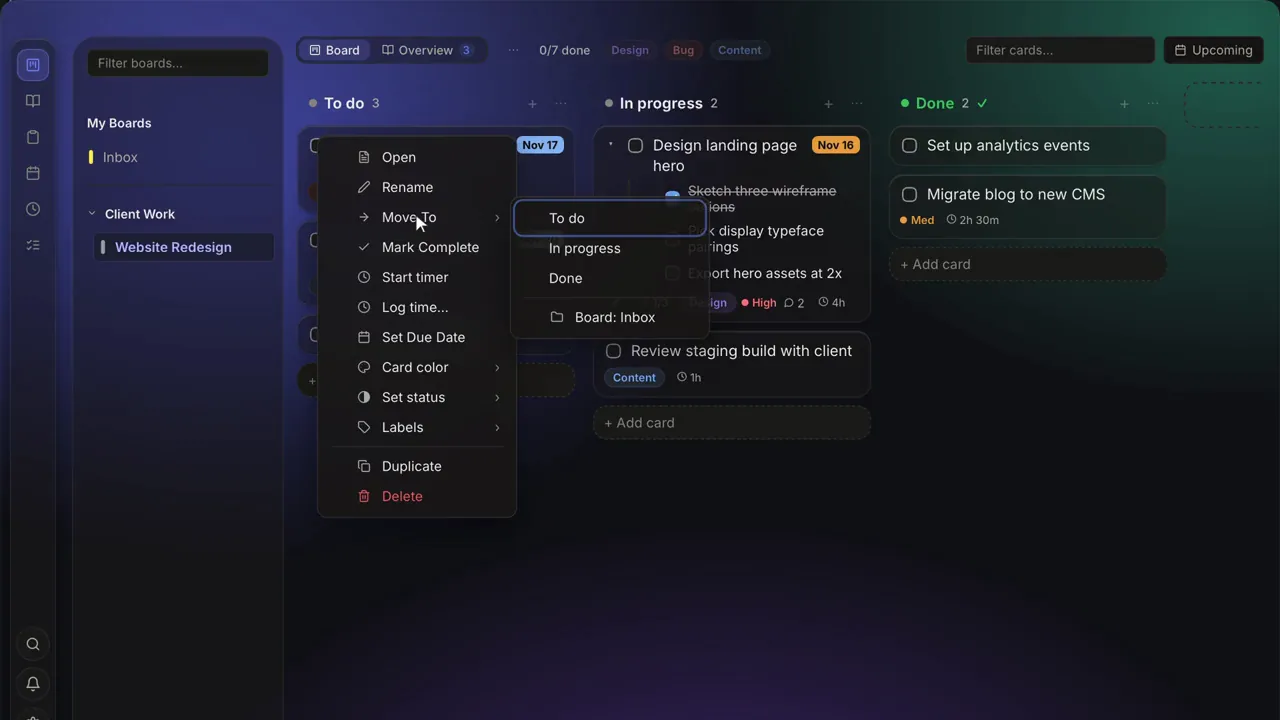 Filter boards...
My Boards
Inbox
Client Work
Website Redesign
Board
Overview 3
0/7 done
Design
Bug
Content
Filter cards...
Upcoming
To do 3
Nov 17
Open
Rename
Move To
Mark Complete
Start timer
Log time...
Set Due Date
Card color
Set status
Labels
Duplicate
Delete
To do
In progress
Done
Board: Inbox
In progress 2
Design landing page
hero
Nov 16
Sketch three wireframe
display typeface
pairings
Export hero assets at 2x
High
2
4h
Review staging build with client
Content
1h
+ Add card
Done 2
Set up analytics events
Migrate blog to new CMS
Med
2h 30m
+ Add card